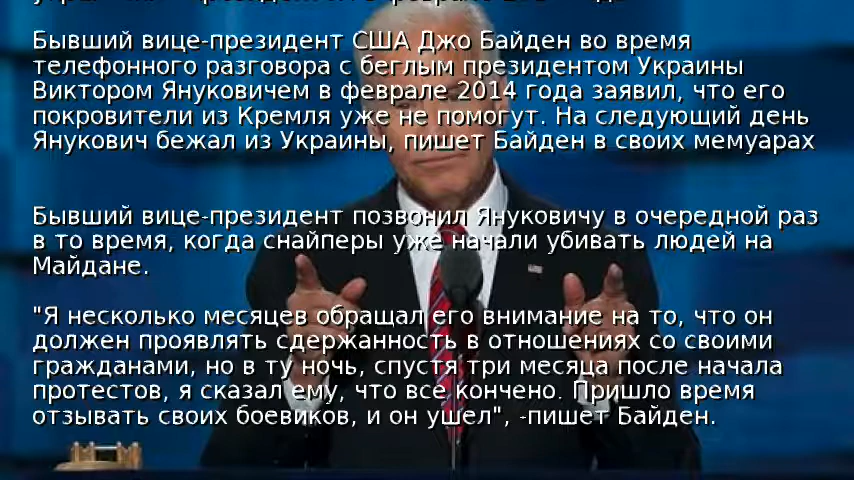 Бывший вице-президент США Джо Байден во время
телефонного разговора с беглым президентом Украины
Виктором Януковичем в феврале 2014 года заявил, что его
покровители из Кремля уже не помогут. На следующий день
Янукович бежал из Украины, пишет Байден в своих мемуарах
Бывший вице-президент позвонил Януковичу в очередной раз
в то время, когда снайперы уже начали убивать людей на
Майдане.
"Я несколько месяцев обращал его внимание на то, что он
должен проявлять сдержанность в отношениях со своими
гражданами, но в ту ночь, спустя три месяца после начала
протестов, я сказал ему, что все кончено. Пришло время
отзывать своих боевиков, и он ушел", -пишет Байден.